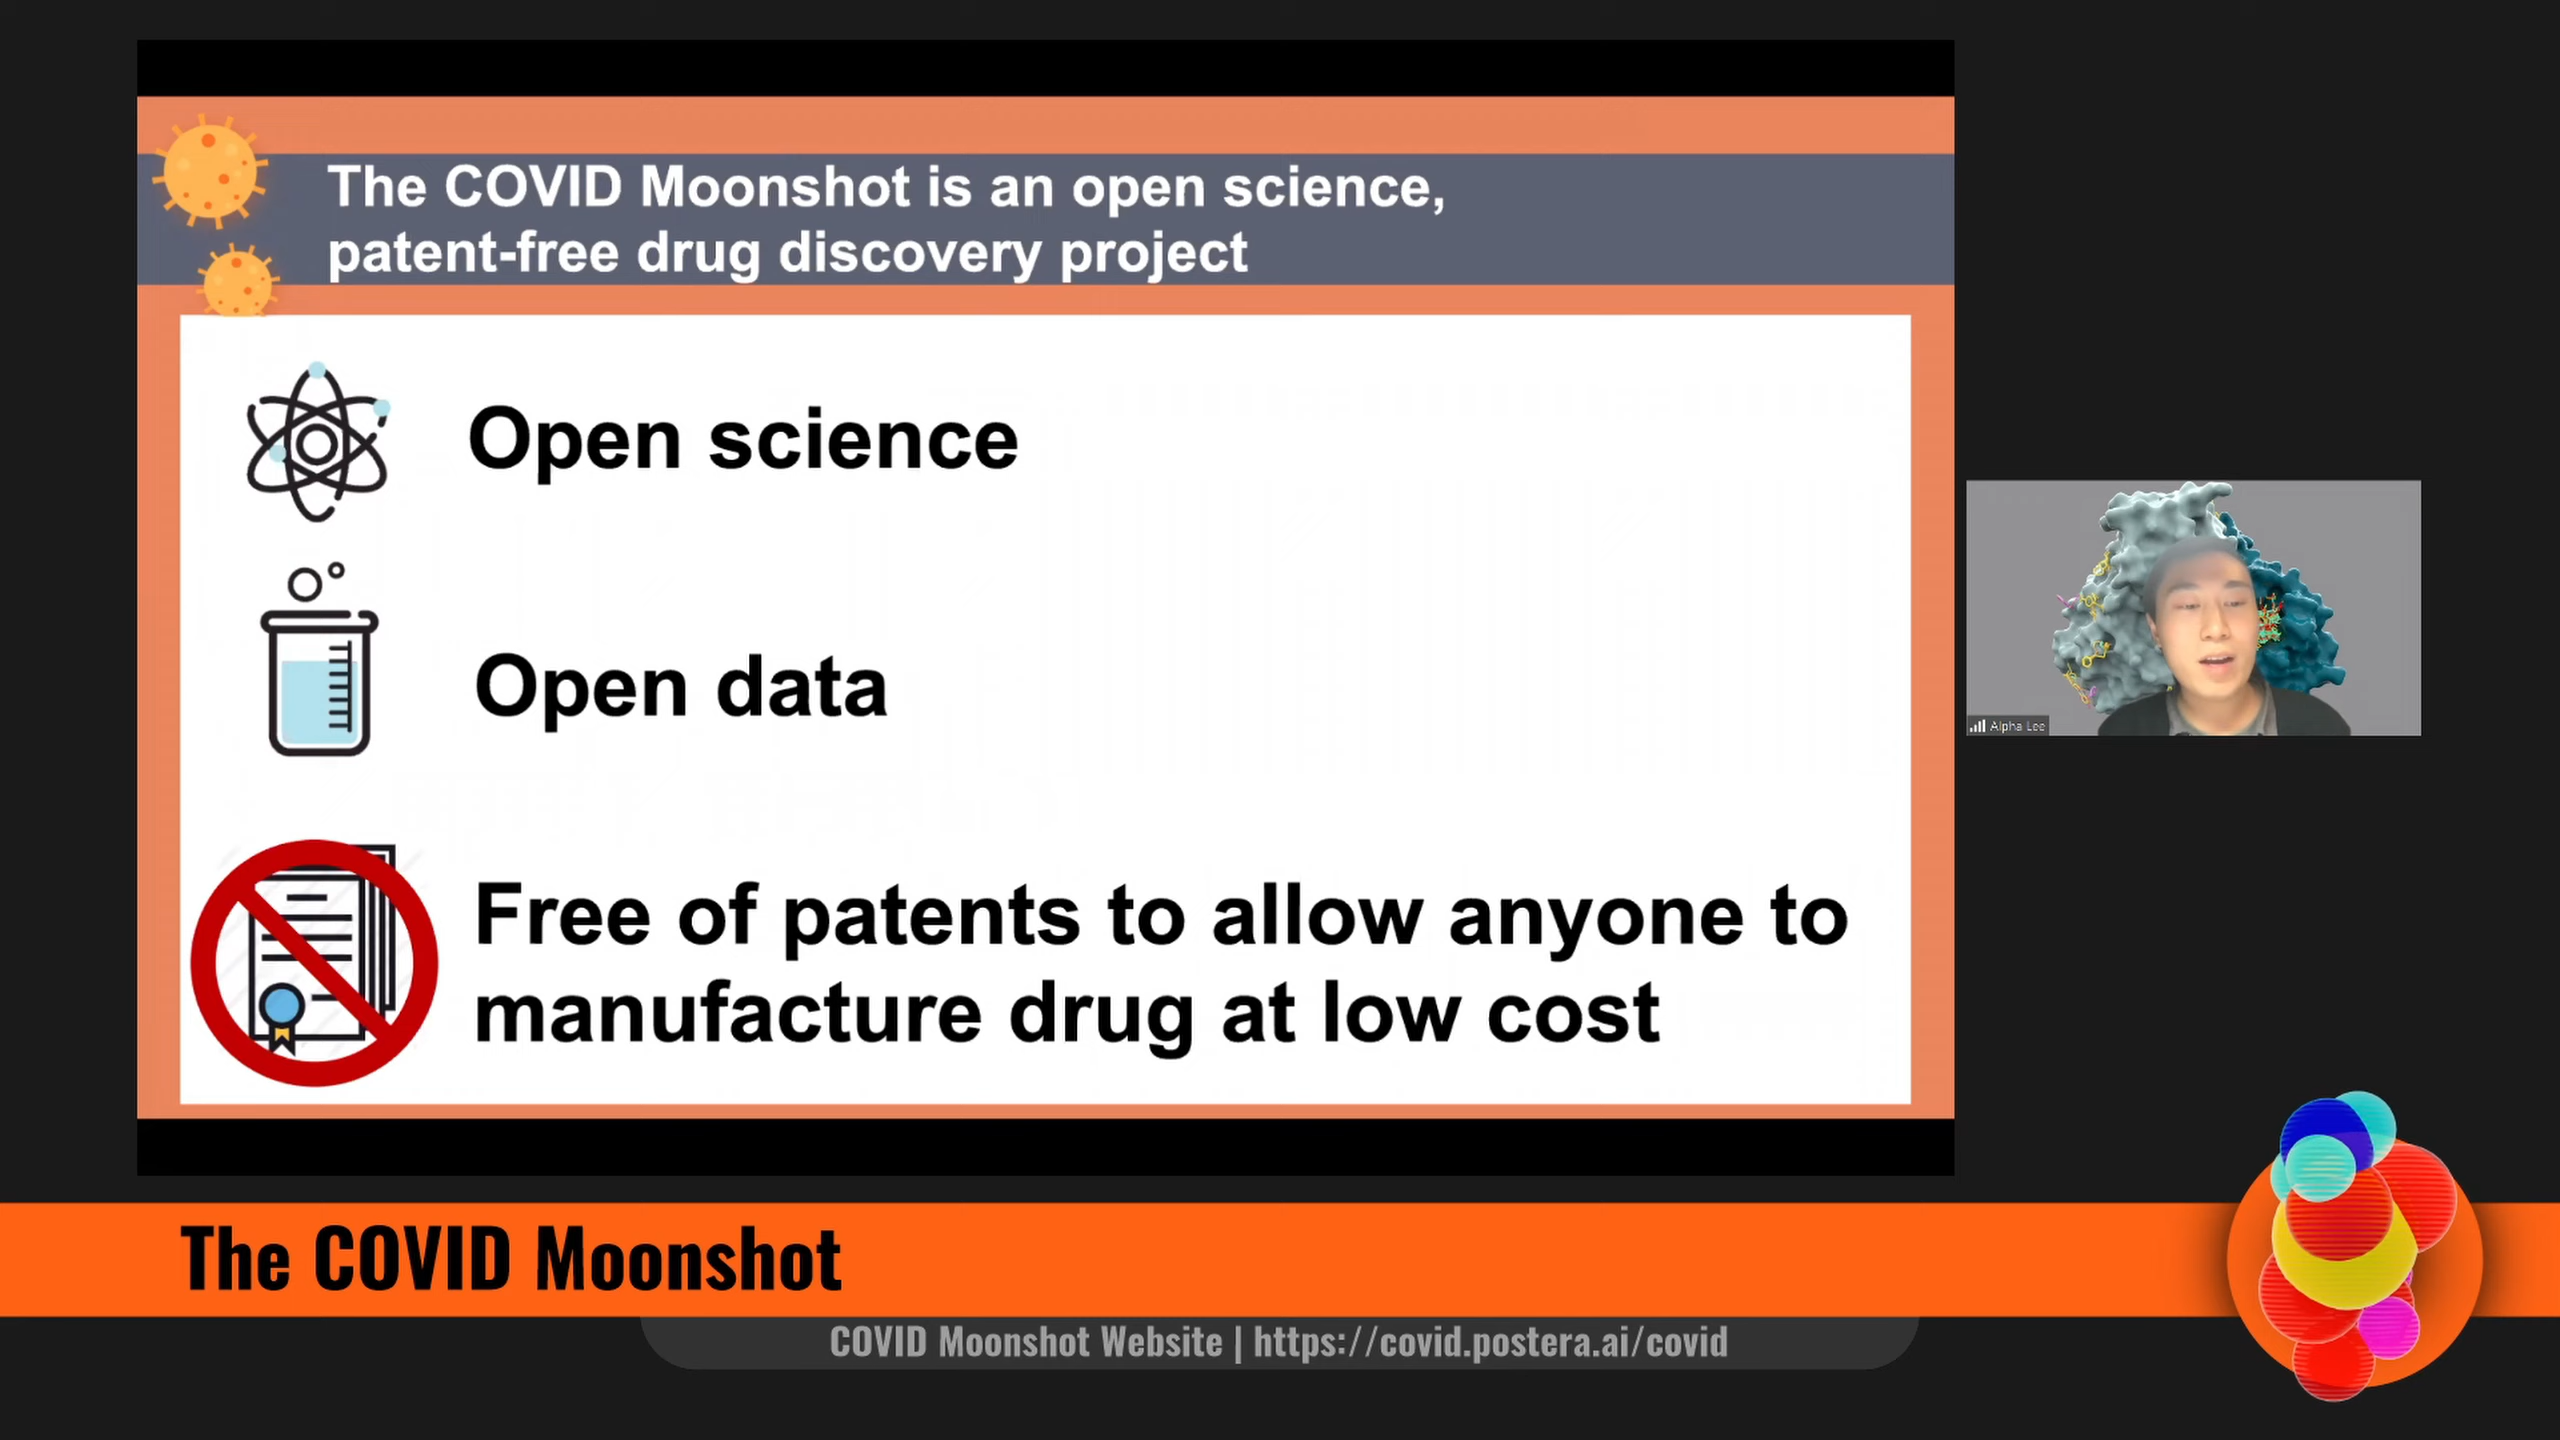 The COVID Moonshot is an open science,
patent-free drug discovery project
Open science
Open data
Free of patents to allow anyone to
manufacture drug at low cost
Alpha Lee
The COVID Moonshot
COVID Moonshot Website | https://covid.postera.ai/covid